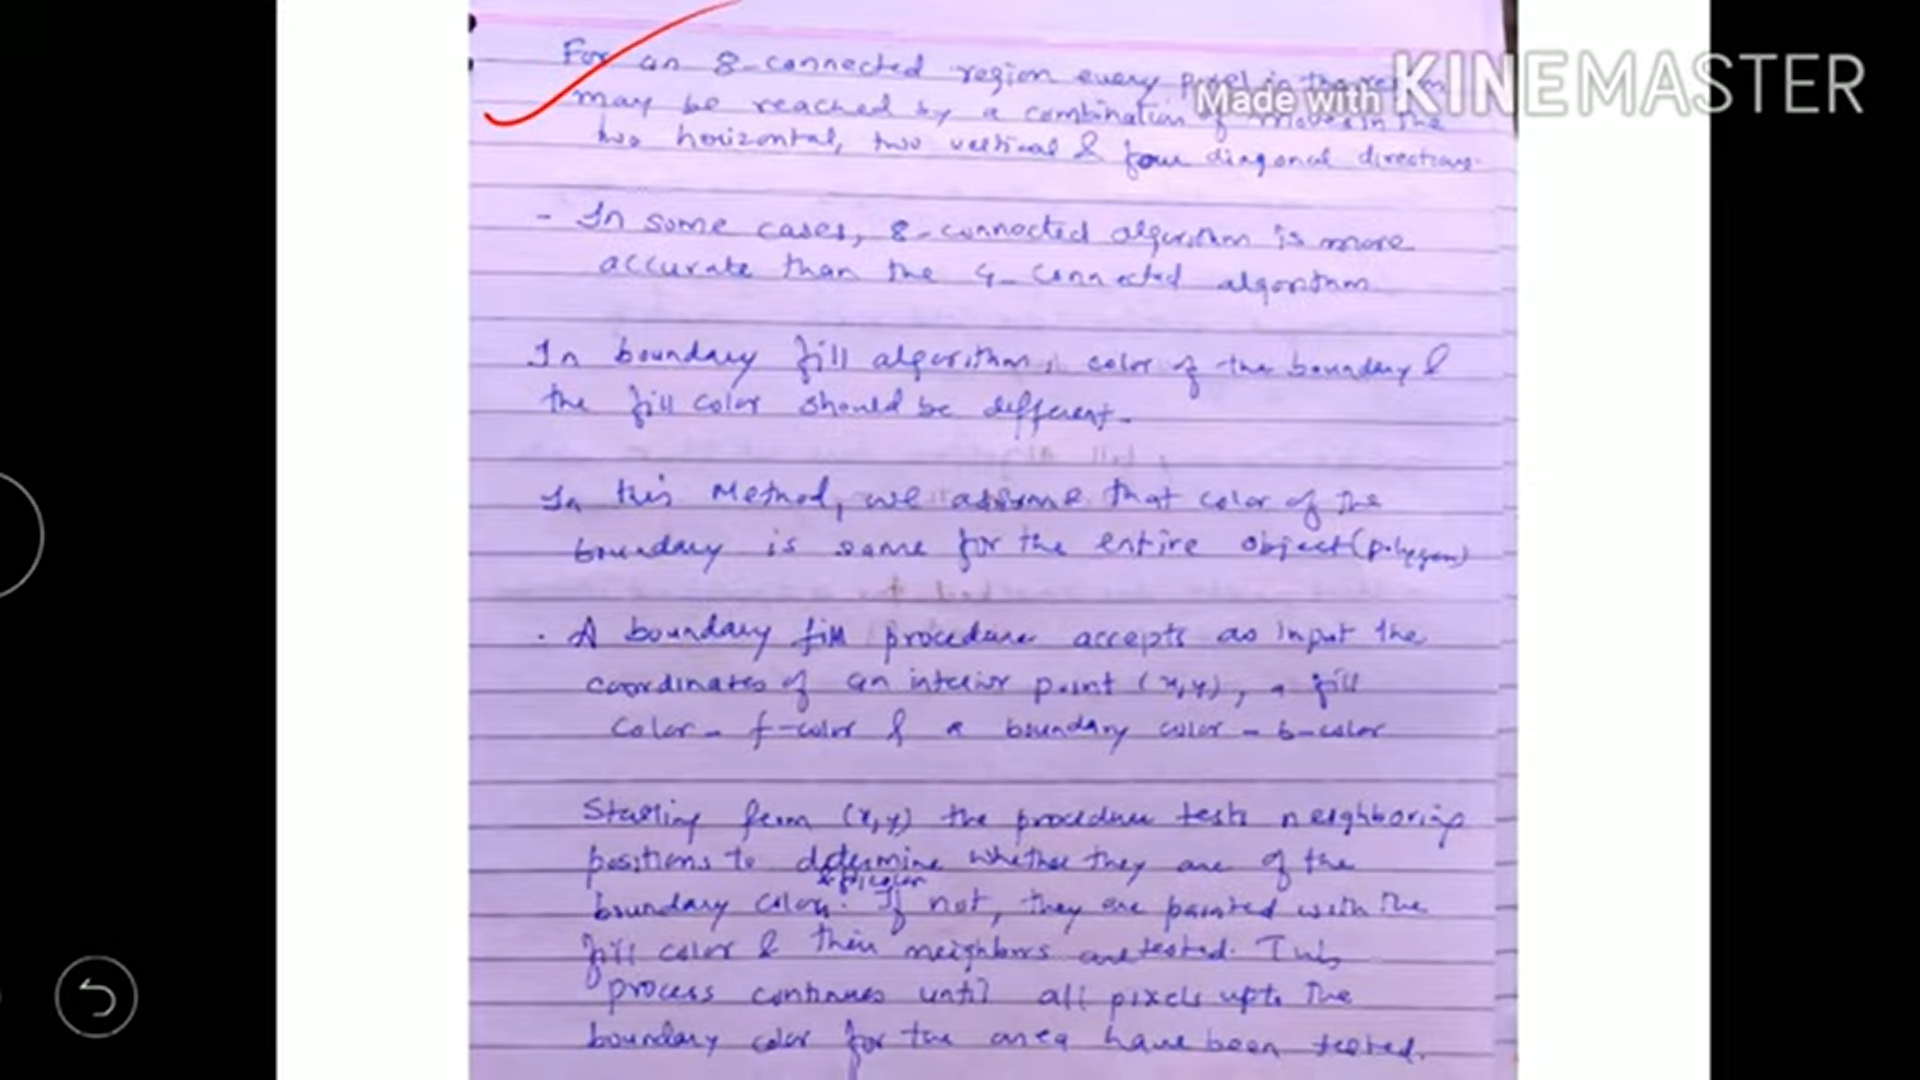 For an 8-connected region every pixel in the region
Made with KINEMASTER
may be reached by a combination of moves in the
two horizontal, two vertical & four diagonal directions.
- In some cases, 8-connected algorithm is more
accurate than the 4-connected algorithm
In boundary fill algorithm, color of the boundary &
the fill color should be different.
In this Method, we assume that color of the
boundary is same for the entire object (polygon)
. A boundary fill procedure accepts as input the
coordinates of an interior point (x,y), a fill
color - f-color & a boundary color - b-color
Starting from (x,y) the procedure tests neighboring
positions to determine whether they are of the
& fill color
boundary color. If not, they are painted with the
fill color & their neighbors are tested. This
process continues until all pixels upto the
boundary color for the area have been tested.